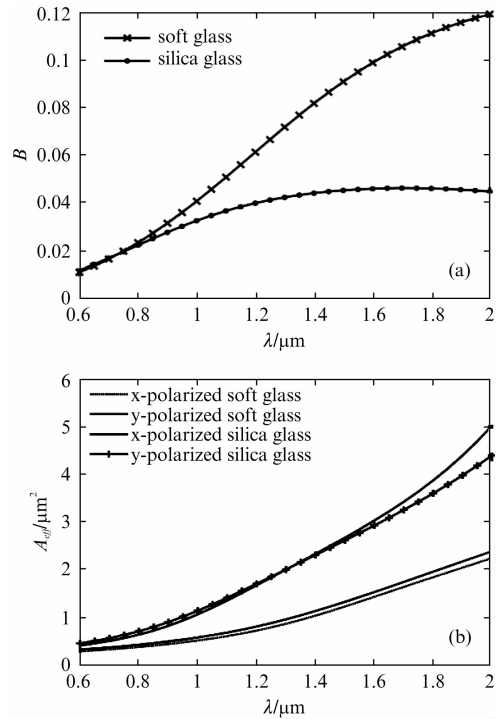 0.12
soft glass
silica glass
0.1
0.08
B
0.06
0.04
0.02
(a)
0
0.6 0.8 1 1.2 1.4 1.6 1.8 2
λ/μm
6
x-polarized soft glass
y-polarized soft glass
x-polarized silica glass
y-polarized silica glass
5
4
A_eff/μm²
3
2
1
(b)
0
0.6 0.8 1 1.2 1.4 1.6 1.8 2
λ/μm